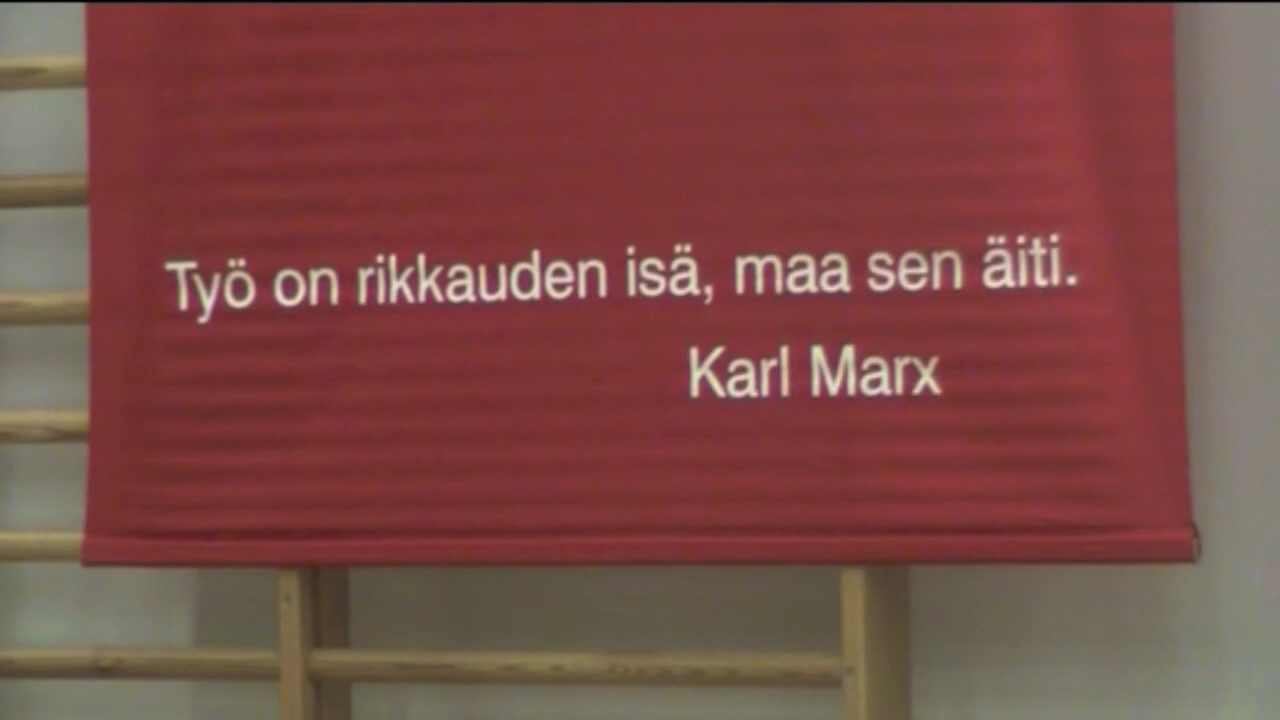 Työ on rikkauden isä, maa sen äiti.
Karl Marx